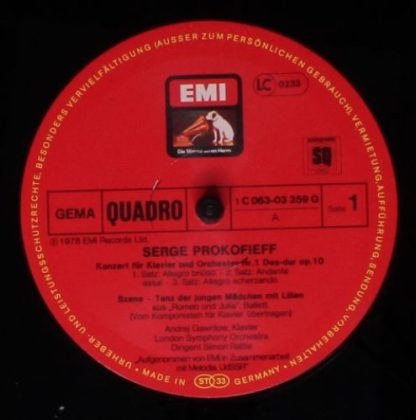 URHEBER- UND LEISTUNGSSCHUTZRECHTE, BESONDERS VERVIELFÄLTIGUNG (AUSSER ZUM PERSÖNLICHEN GEBRAUCH), VERMIETUNG, AUFFÜHRUNG, SENDUNG, VORBEHALTEN
EMI
LC 0233
Die Stimme seines Herrn
SQ
GEMA
QUADRO
1 C 063-03 259 Q
A
Seite 1
℗ 1978 EMI Records Ltd.
SERGE PROKOFIEFF
Konzert für Klavier und Orchester Nr. 1 Des-dur op. 10
1. Satz: Allegro brioso · 2. Satz: Andante
assai · 3. Satz: Allegro scherzando
Szene - Tanz der jungen Mädchen mit Lilien
aus „Romeo und Julia“, Ballett
(Vom Komponisten für Klavier übertragen)
Andrej Gawrilow, Klavier
London Symphony Orchestra
Dirigent: Simon Rattle
"Aufgenommen von EMI in Zusammenarbeit
mit Melodia, UdSSR"
MADE IN
ST 33
GERMANY